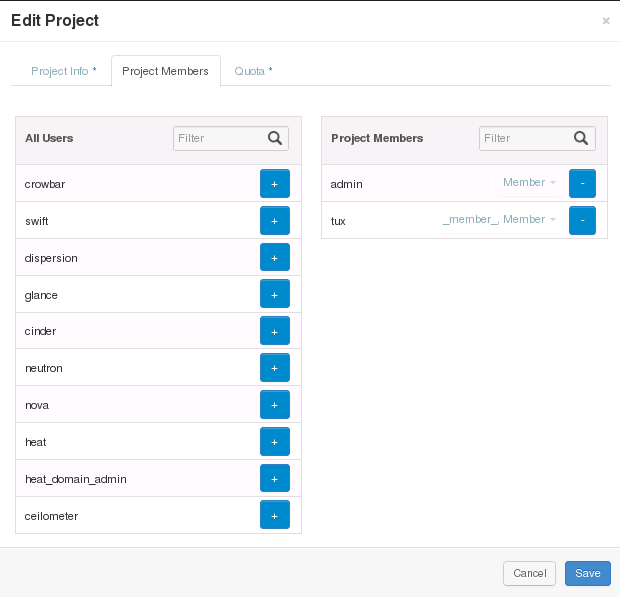 Edit Project ×
Project Info * Project Members Quota *
All Users Filter
crowbar +
swift +
dispersion +
glance +
cinder +
neutron +
nova +
heat +
heat_domain_admin +
ceilometer +
Project Members Filter
admin Member -
tux _member_, Member -
Cancel Save